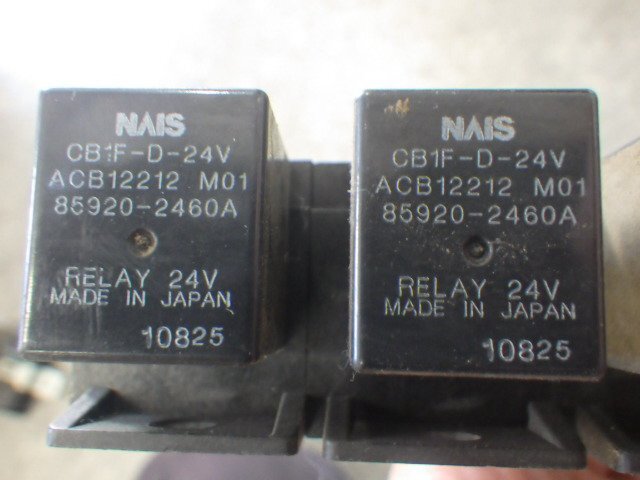 NAIS
CB1F-D-24V
ACB12212 M01
85920-2460A
RELAY 24V
MADE IN JAPAN
10825
NAIS
CB1F-D-24V
ACB12212 M01
85920-2460A
RELAY 24V
MADE IN JAPAN
10825